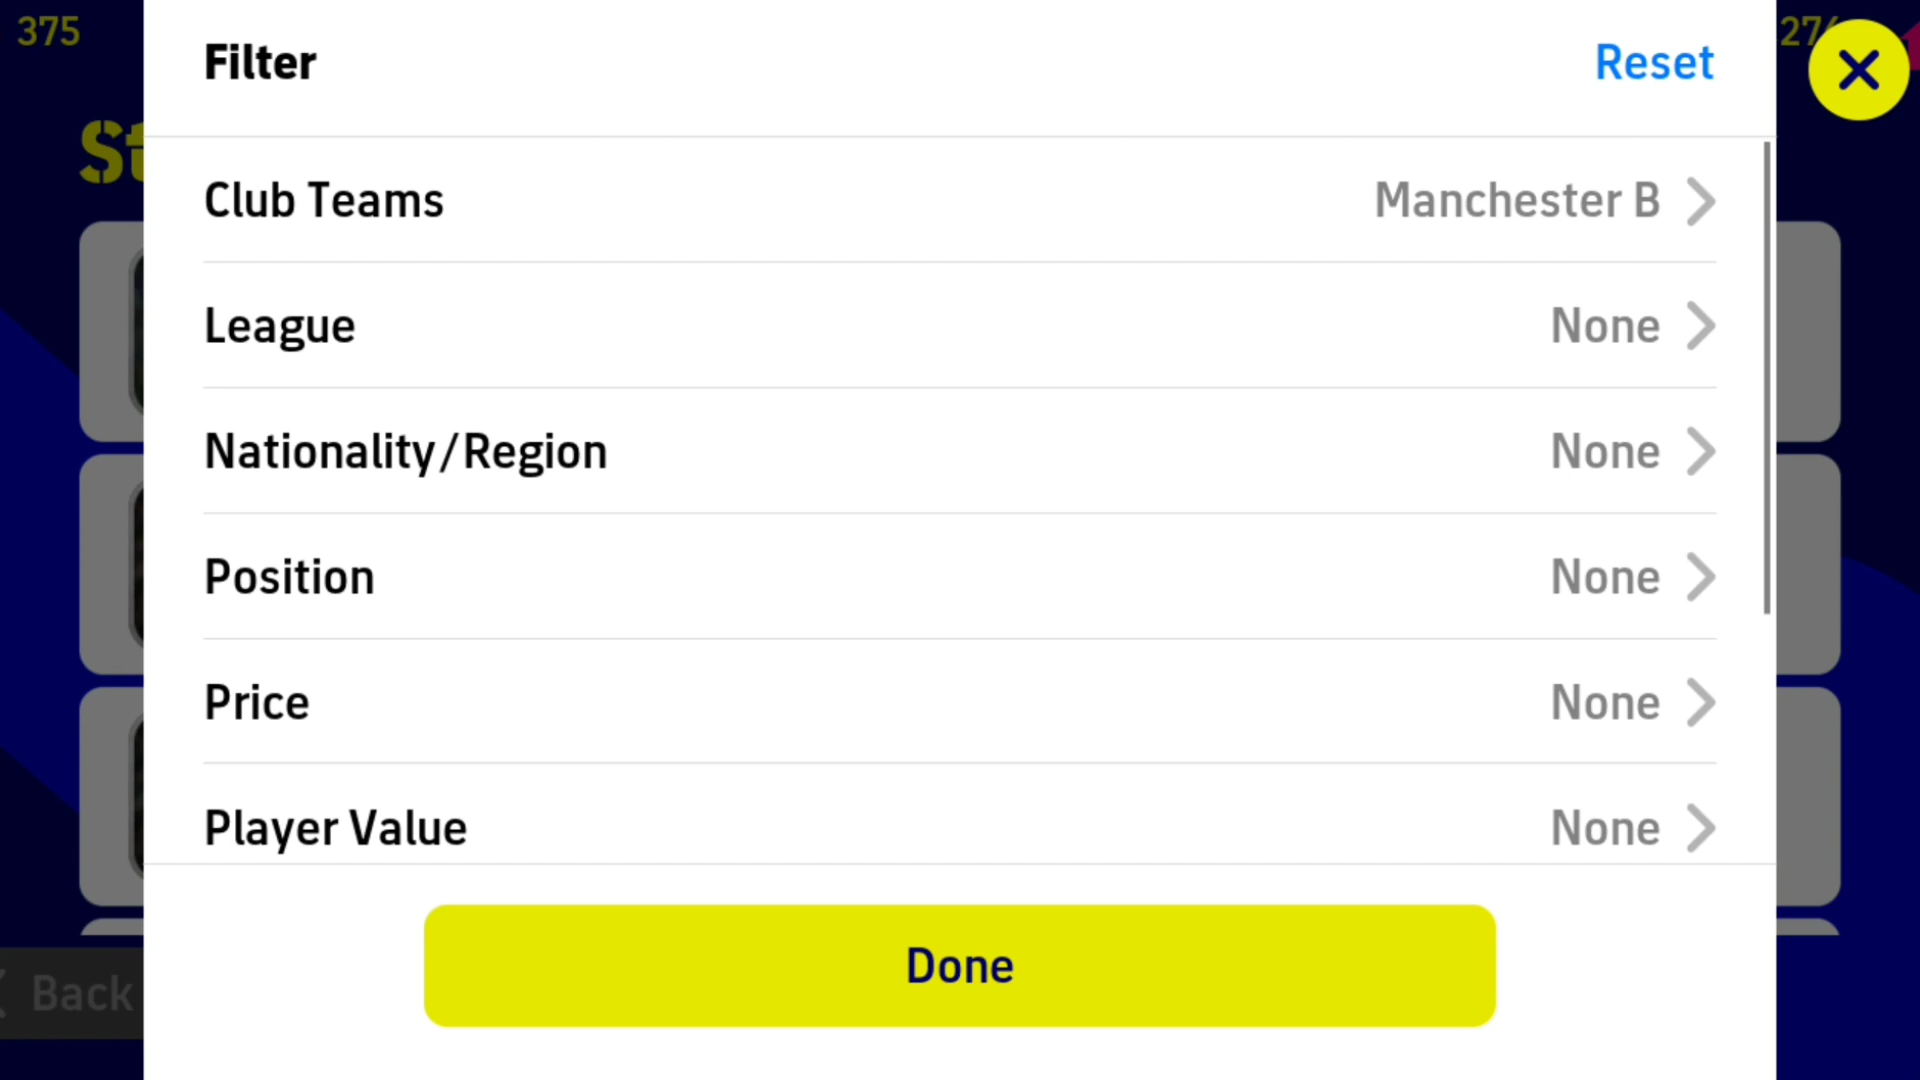 375
Filter
Reset
Club Teams
Manchester B
League
None
Nationality/Region
None
Position
None
Price
None
Player Value
None
Done
Back